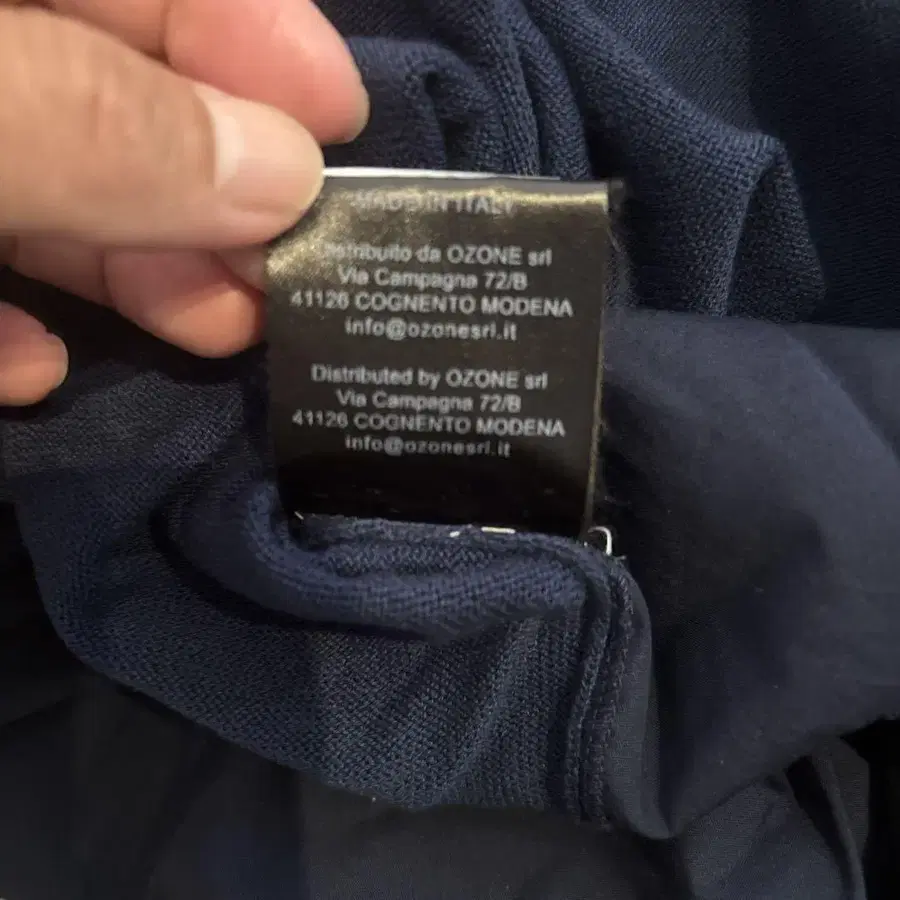 MADE IN ITALY
Distribuito da OZONE srl
Via Campagna 72/B
41126 COGNENTO MODENA
info@ozonesrl.it
Distributed by OZONE srl
Via Campagna 72/B
41126 COGNENTO MODENA
info@ozonesrl.it